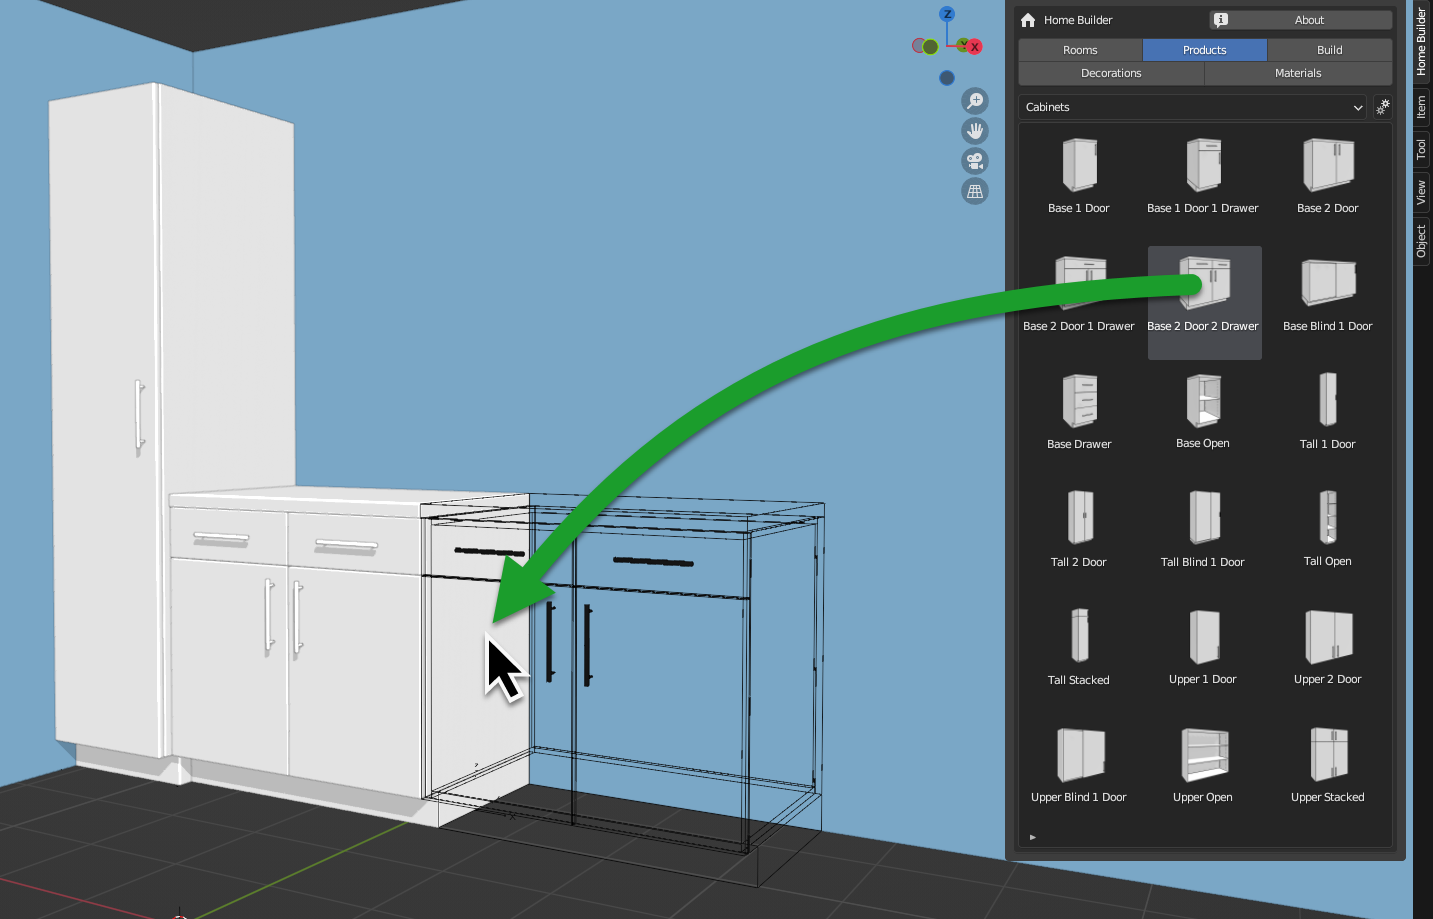 Z
Y X
Home Builder
About
Rooms
Products
Build
Decorations
Materials
Cabinets
Base 1 Door
Base 1 Door 1 Drawer
Base 2 Door
Base 2 Door 1 Drawer
Base 2 Door 2 Drawer
Base Blind 1 Door
Base Drawer
Base Open
Tall 1 Door
Tall 2 Door
Tall Blind 1 Door
Tall Open
Tall Stacked
Upper 1 Door
Upper 2 Door
Upper Blind 1 Door
Upper Open
Upper Stacked
Home Builder
Item
Tool
View
Object
z
x